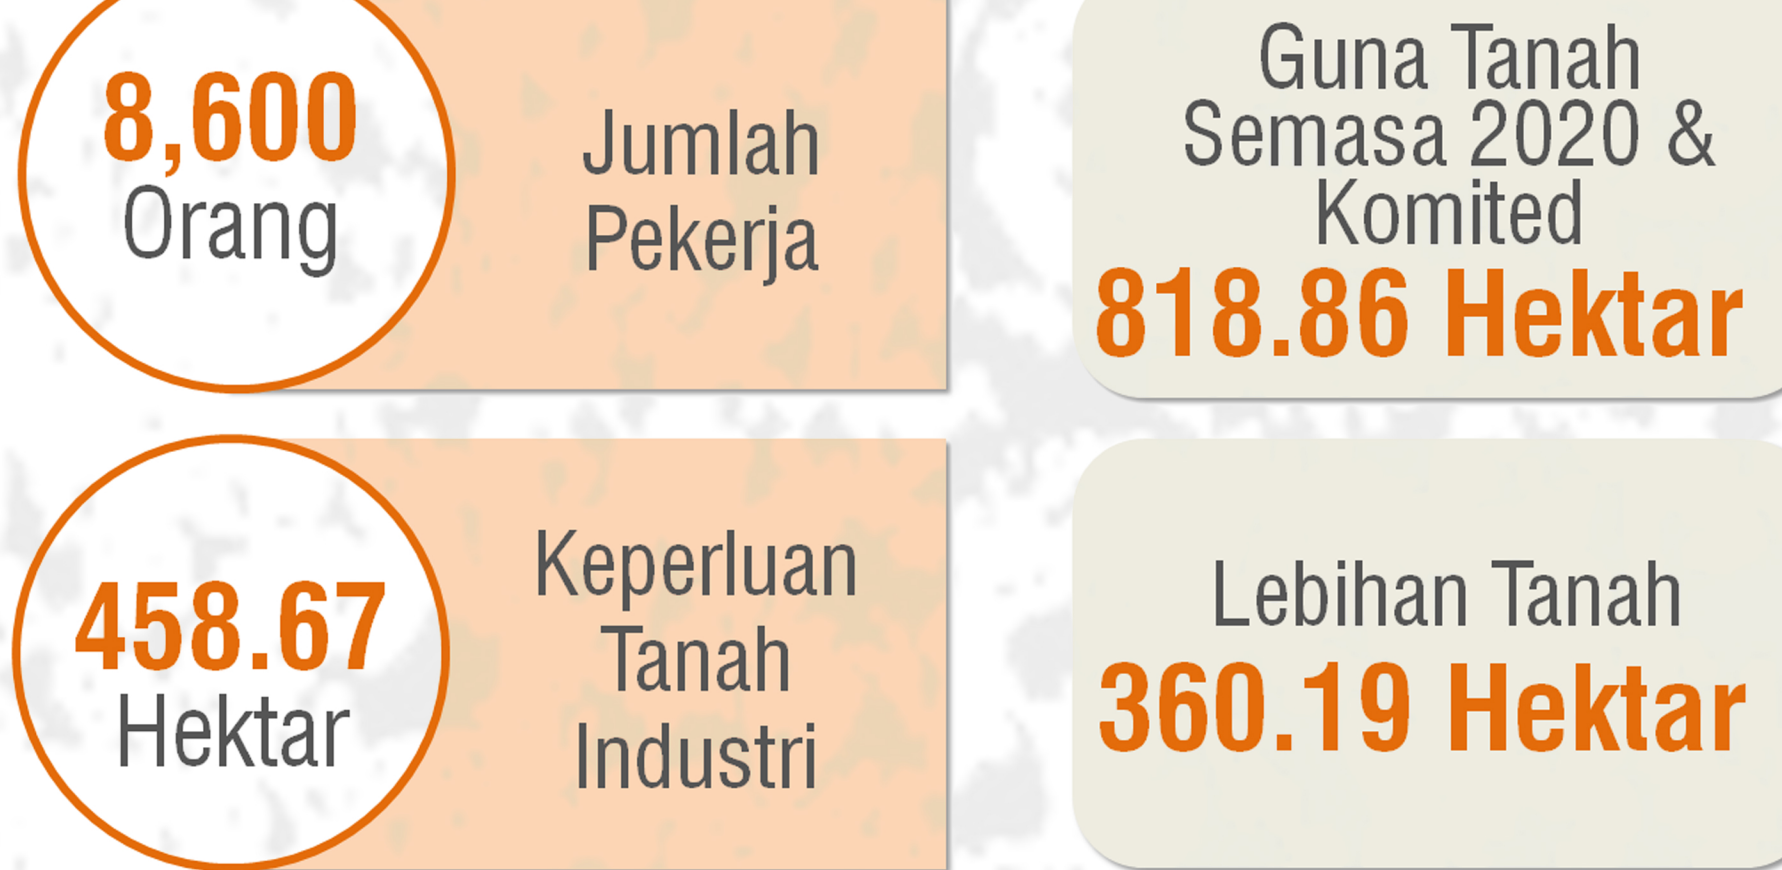 8,600
Orang
Jumlah
Pekerja
Guna Tanah
Semasa 2020 &
Komited
818.86 Hektar
458.67
Hektar
Keperluan
Tanah
Industri
Lebihan Tanah
360.19 Hektar